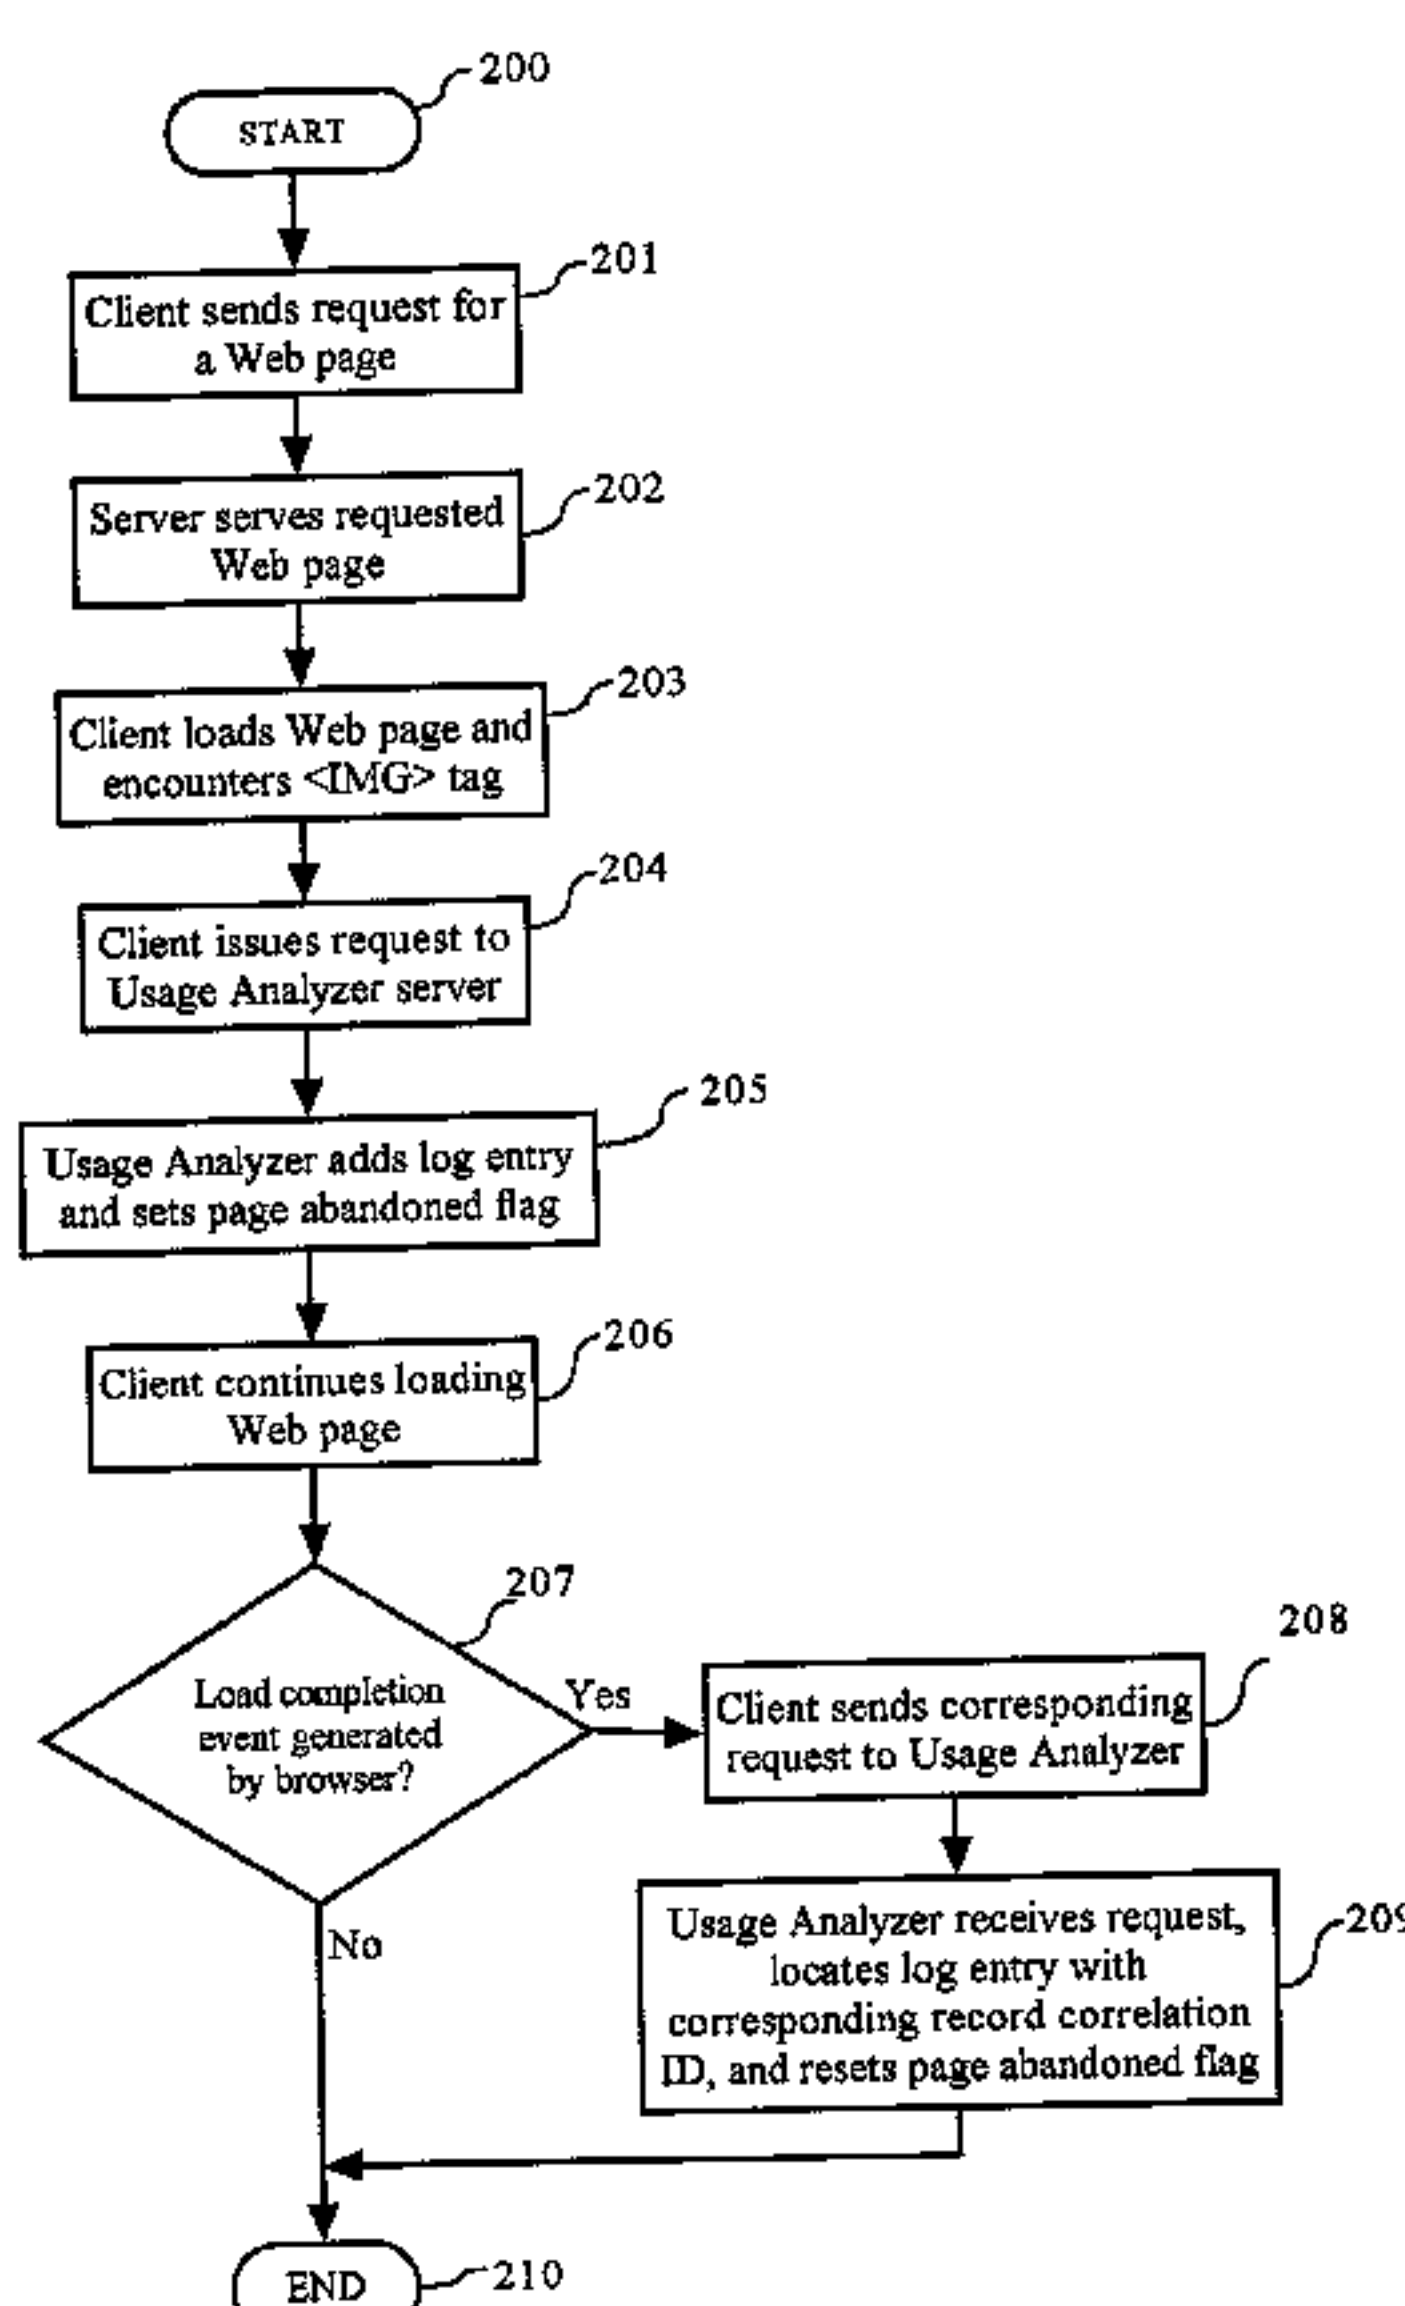 200
START
201
Client sends request for
a Web page
202
Server serves requested
Web page
203
Client loads Web page and
encounters <IMG> tag
204
Client issues request to
Usage Analyzer server
205
Usage Analyzer adds log entry
and sets page abandoned flag
206
Client continues loading
Web page
207
Load completion
event generated
by browser?
Yes
No
208
Client sends corresponding
request to Usage Analyzer
209
Usage Analyzer receives request,
locates log entry with
corresponding record correlation
ID, and resets page abandoned flag
END
210